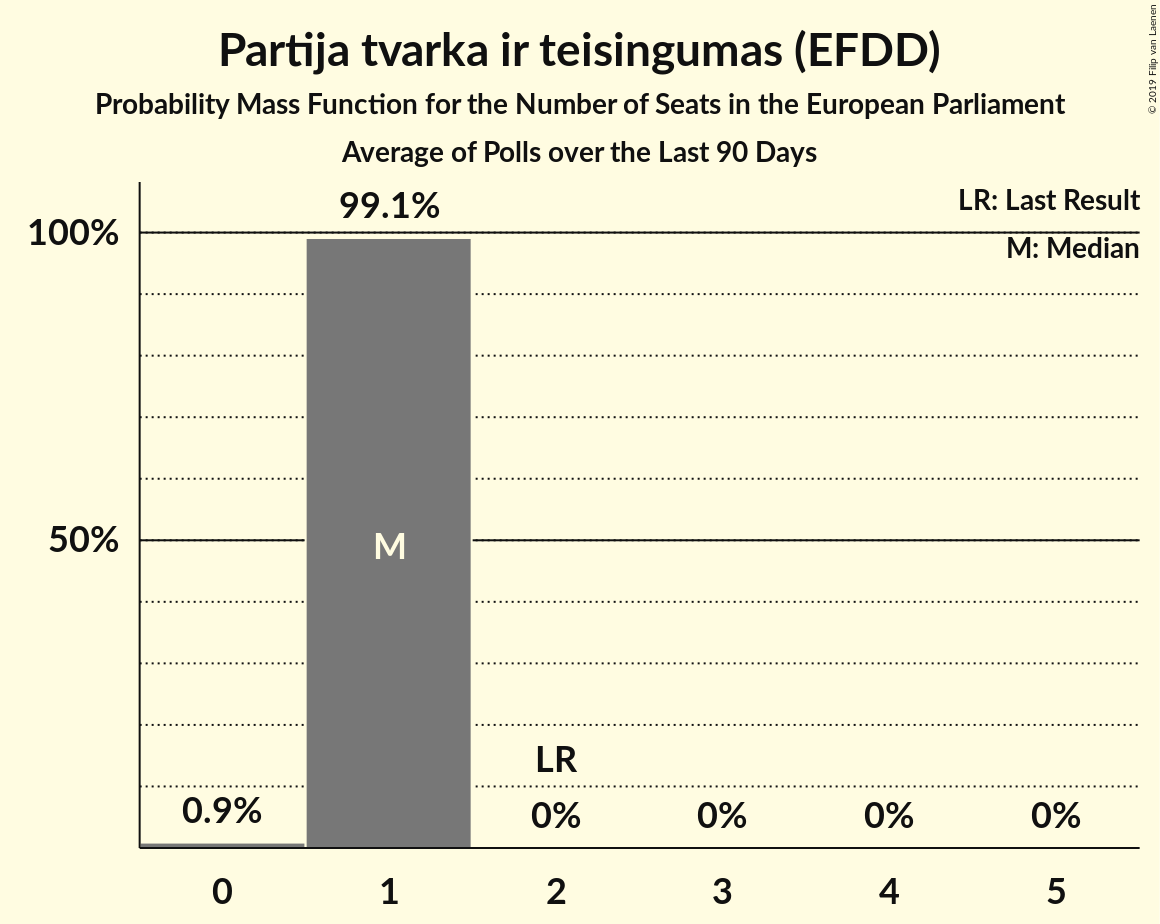 Partija tvarka ir teisingumas (EFDD)
Probability Mass Function for the Number of Seats in the European Parliament
Average of Polls over the Last 90 Days
© 2019 Filip van Laenen
LR: Last Result
M: Median
100%
50%
99.1%
M
LR
0.9%
0%
0%
0%
0%
0
1
2
3
4
5